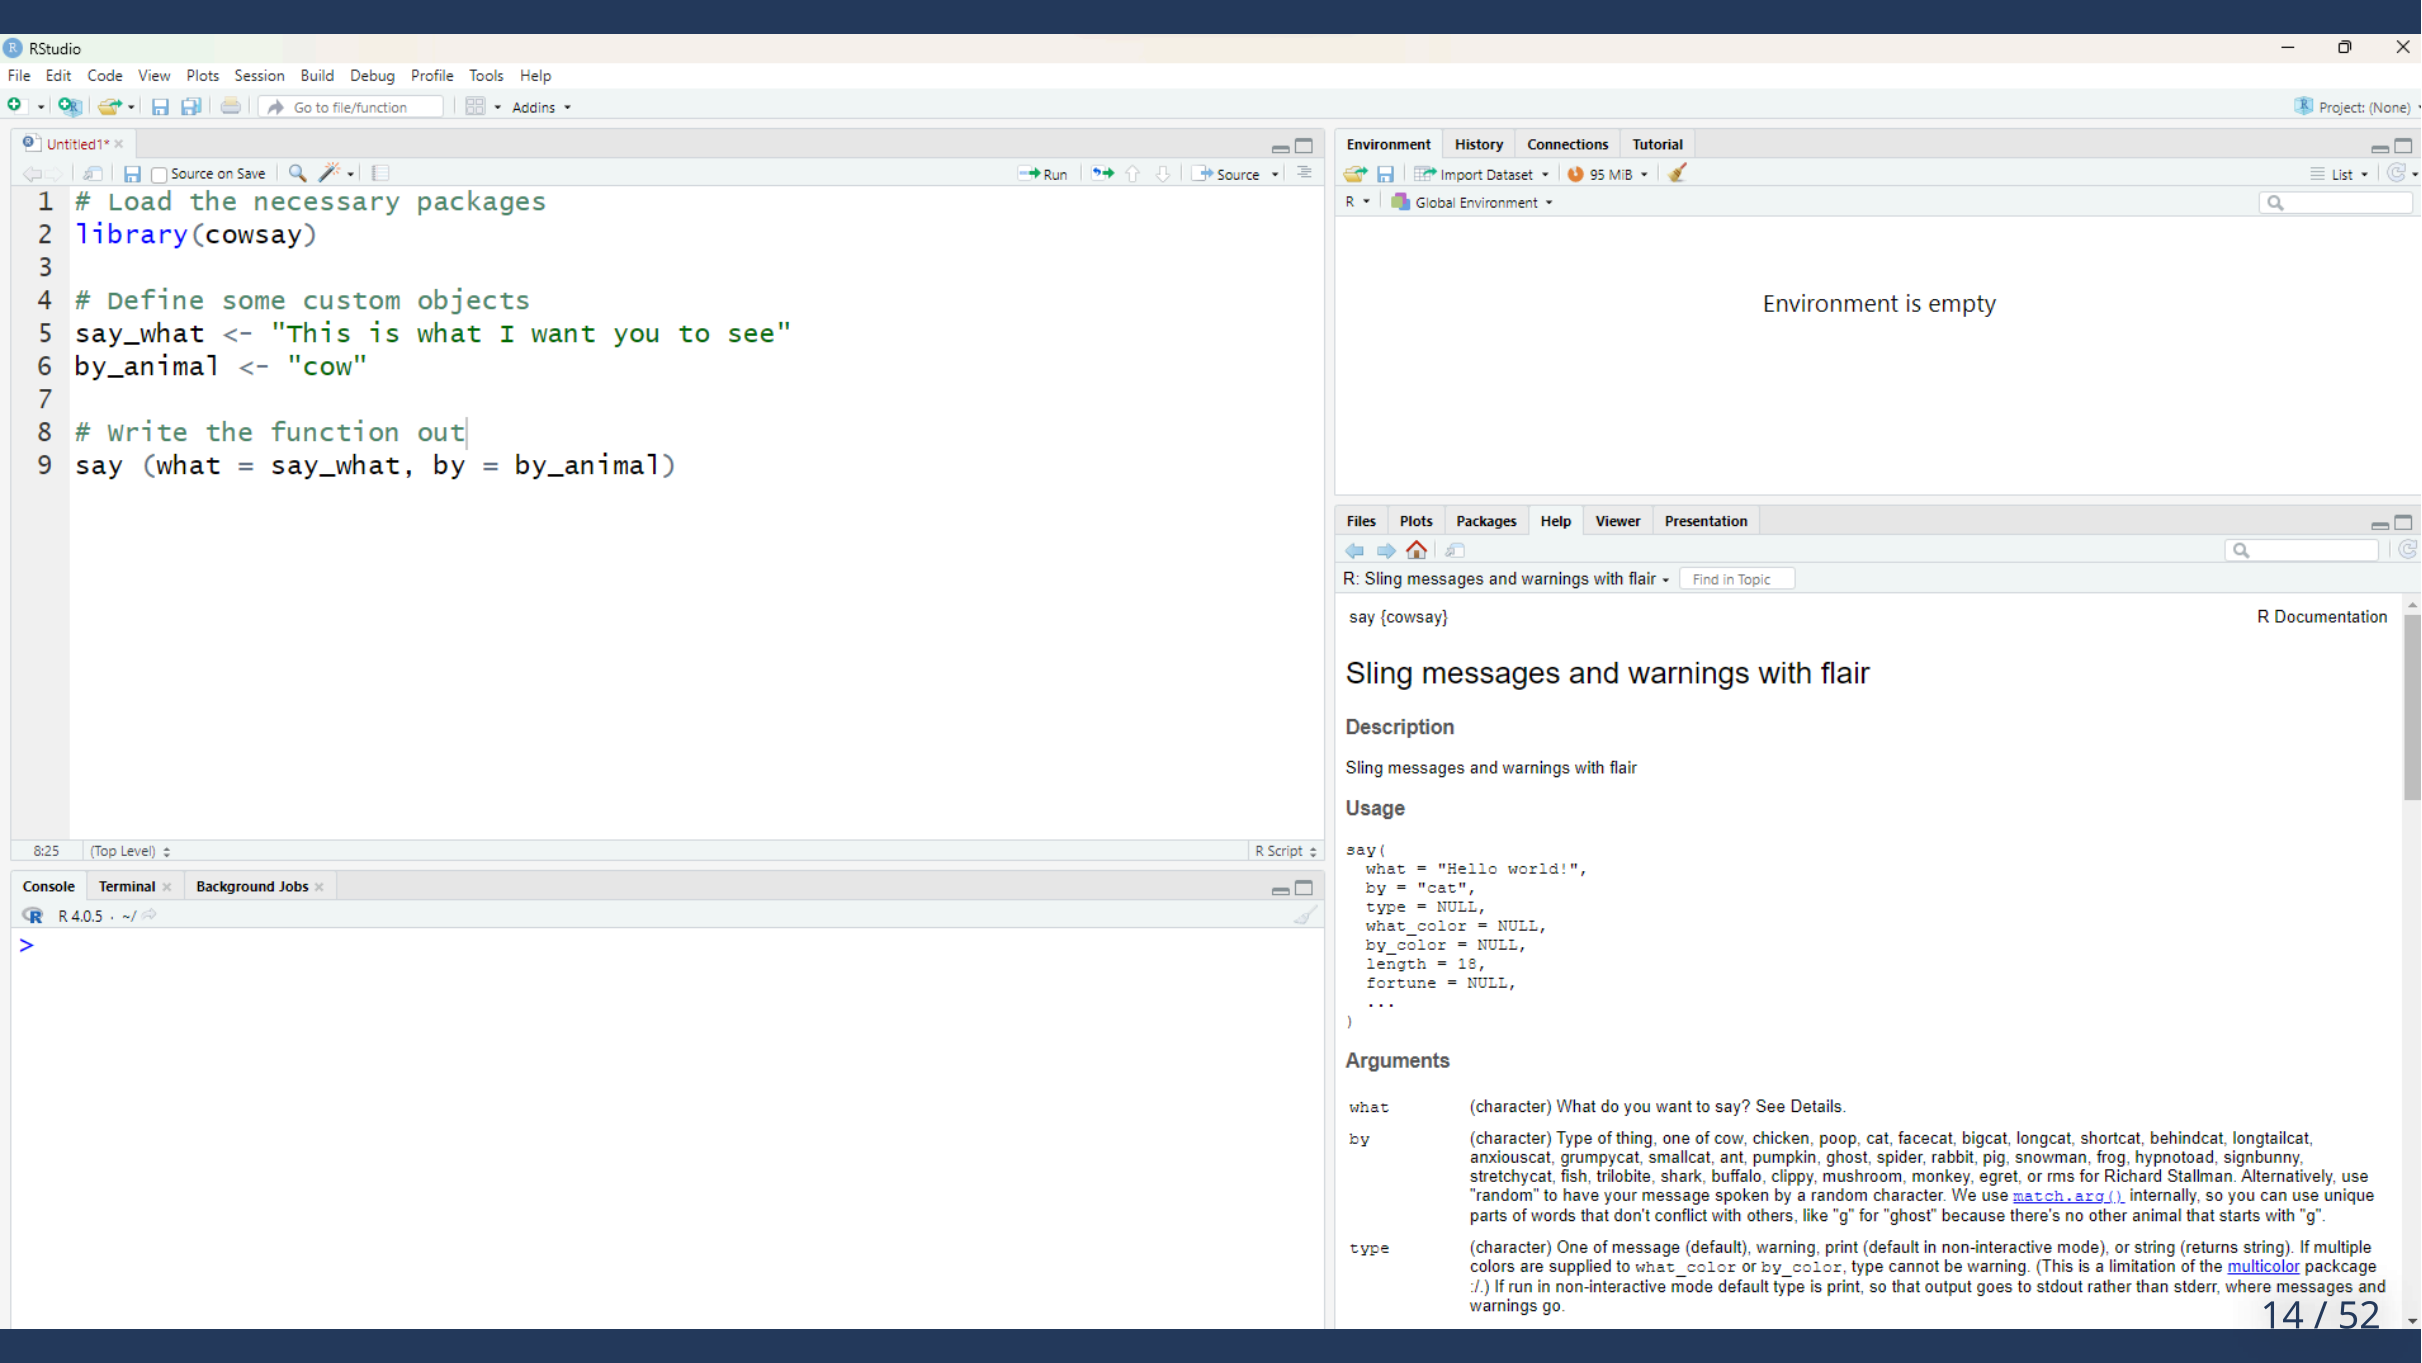 RStudio
File Edit Code View Plots Session Build Debug Profile Tools Help
Go to file/function Addins Project: (None)
Untitled1*
Source on Save Run Source
1 # Load the necessary packages
2 library(cowsay)
3
4 # Define some custom objects
5 say_what <- "This is what I want you to see"
6 by_animal <- "cow"
7
8 # Write the function out
9 say (what = say_what, by = by_animal)
8:25 (Top Level) R Script
Console Terminal Background Jobs
R 4.0.5 · ~/
>
Environment History Connections Tutorial
Import Dataset 95 MiB List
R Global Environment
Environment is empty
Files Plots Packages Help Viewer Presentation
R: Sling messages and warnings with flair Find in Topic
say {cowsay} R Documentation
Sling messages and warnings with flair
Description
Sling messages and warnings with flair
Usage
say(
what = "Hello world!",
by = "cat",
type = NULL,
what_color = NULL,
by_color = NULL,
length = 18,
fortune = NULL,
...
)
Arguments
what (character) What do you want to say? See Details.
by (character) Type of thing, one of cow, chicken, poop, cat, facecat, bigcat, longcat, shortcat, behindcat, longtailcat,
anxiouscat, grumpycat, smallcat, ant, pumpkin, ghost, spider, rabbit, pig, snowman, frog, hypnotoad, signbunny,
stretchycat, fish, trilobite, shark, buffalo, clippy, mushroom, monkey, egret, or rms for Richard Stallman. Alternatively, use
"random" to have your message spoken by a random character. We use match.arg() internally, so you can use unique
parts of words that don't conflict with others, like "g" for "ghost" because there's no other animal that starts with "g".
type (character) One of message (default), warning, print (default in non-interactive mode), or string (returns string). If multiple
colors are supplied to what_color or by_color, type cannot be warning. (This is a limitation of the multicolor packcage
:/.) If run in non-interactive mode default type is print, so that output goes to stdout rather than stderr, where messages and
warnings go.
14 / 52